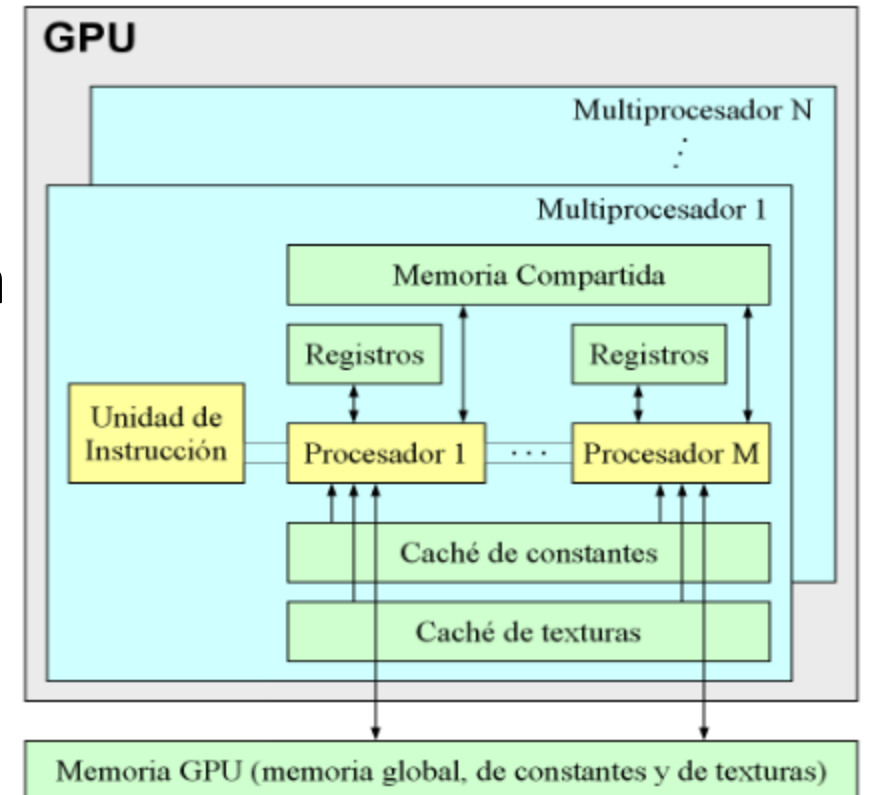 GPU
Multiprocesador N
⋮
Multiprocesador 1
Memoria Compartida
Registros
Registros
Unidad de
Instrucción
Procesador 1
...
Procesador M
Caché de constantes
Caché de texturas
Memoria GPU (memoria global, de constantes y de texturas)